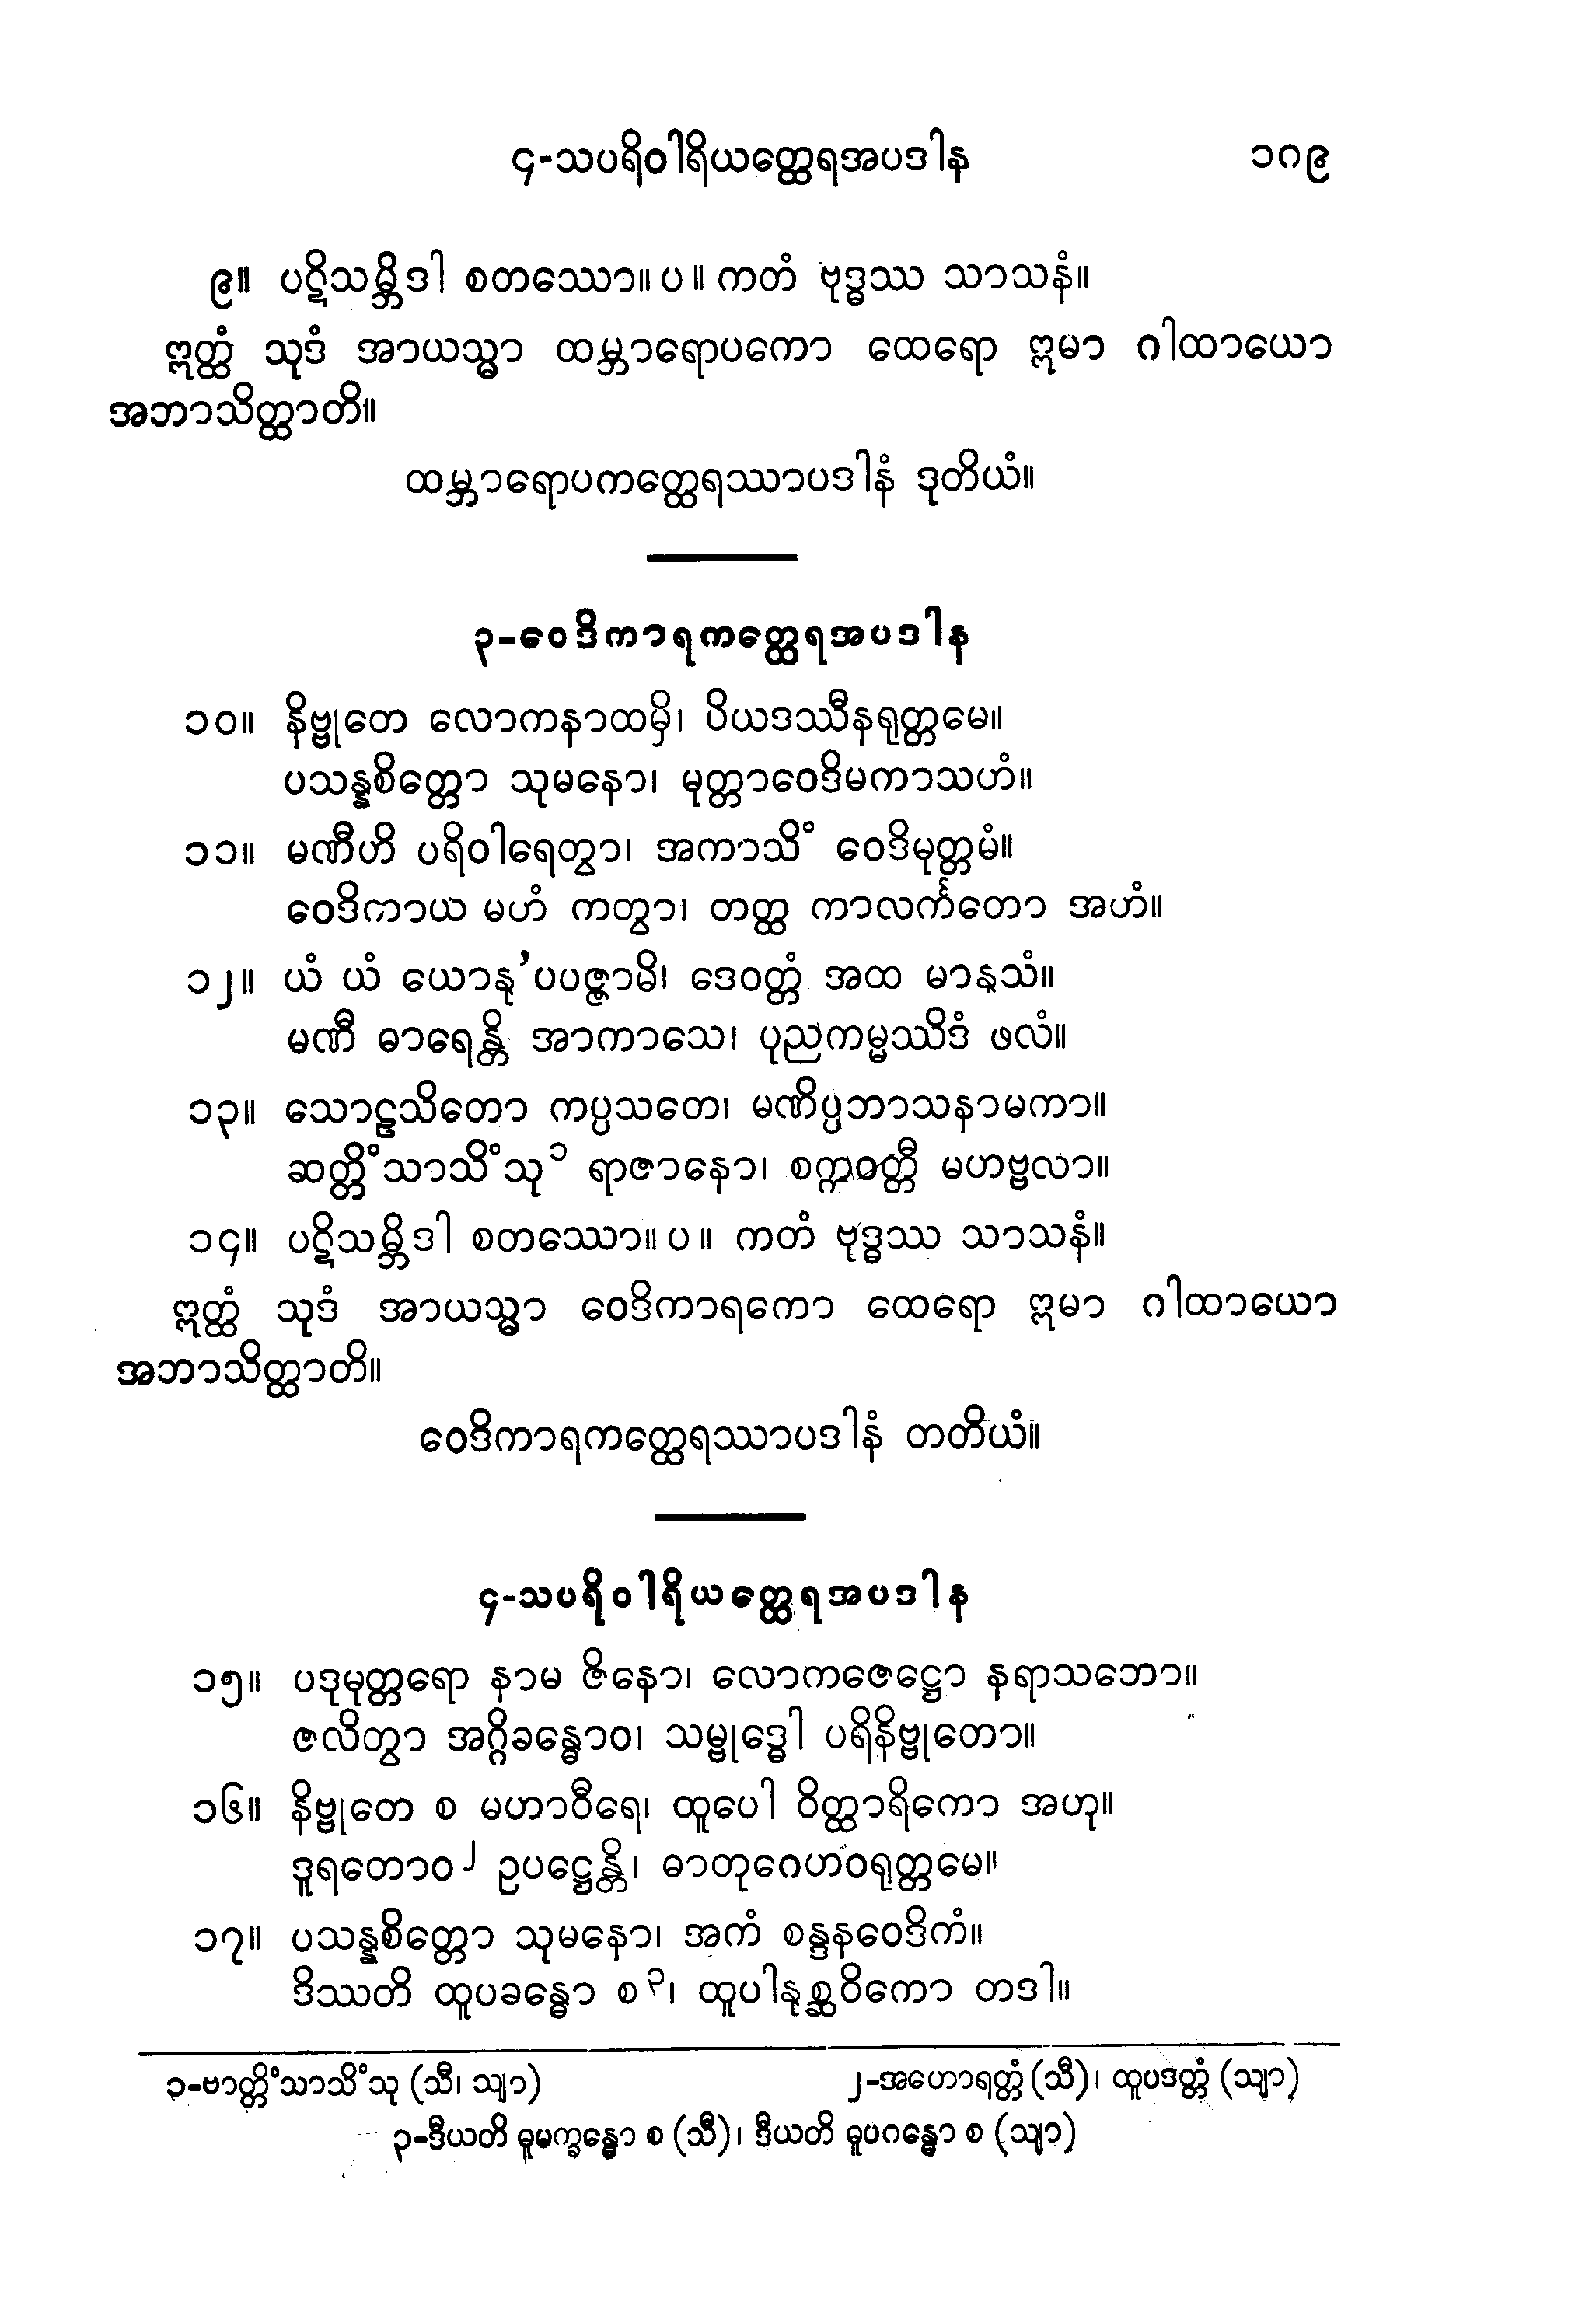 ၄-သပရိဝါရိယတ္ထေရအပဒါန ၁၈၉
၉။ ပဋိသမ္ဘိဒါ စတဿော။ ပ ။ ကတံ ဗုဒ္ဓဿ သာသနံ။
ဣတ္ထံ သုဒံ အာယသ္မာ ထမ္ဘာရောပကော ထေရော ဣမာ ဂါထာယော
အဘာသိတ္ထာတိ။
ထမ္ဘာရောပကတ္ထေရဿာပဒါနံ ဒုတိယံ။
၃-ဝေဒိကာရကတ္ထေရအပဒါန
၁၀။ နိဗ္ဗုတေ လောကနာထမှိ၊ ပိယဒဿီနရုတ္တမေ။
ပသန္နစိတ္တော သုမနော၊ မုတ္တာဝေဒိမကာသဟံ။
၁၁။ မဏီဟိ ပရိဝါရေတွာ၊ အကာသိံ ဝေဒိမုတ္တမံ။
ဝေဒိကာယ မဟံ ကတွာ၊ တတ္ထ ကာလင်္ကတော အဟံ။
၁၂။ ယံ ယံ ယောနု’ပပဇ္ဇာမိ၊ ဒေဝတ္တံ အထ မာနုသံ။
မဏီ ဓာရေန္တိ အာကာသေ၊ ပုညကမ္မဿိဒံ ဖလံ။
၁၃။ သောဠသိတော ကပ္ပသတေ၊ မဏိပ္ပဘာသနာမကာ။
ဆတ္တိံသာသိံသု ၁ ရာဇာနော၊ စက္ကဝတ္တီ မဟဗ္ဗလာ။
၁၄။ ပဋိသမ္ဘိဒါ စတဿော။ ပ ။ ကတံ ဗုဒ္ဓဿ သာသနံ။
ဣတ္ထံ သုဒံ အာယသ္မာ ဝေဒိကာရကော ထေရော ဣမာ ဂါထာယော
အဘာသိတ္ထာတိ။
ဝေဒိကာရကတ္ထေရဿာပဒါနံ တတိယံ။
၄-သပရိဝါရိယတ္ထေရအပဒါန
၁၅။ ပဒုမုတ္တရော နာမ ဇိနော၊ လောကဇေဋ္ဌော နရာသဘော။
ဇလိတွာ အဂ္ဂိခန္ဓောဝ၊ သမ္ဗုဒ္ဓေါ ပရိနိဗ္ဗုတော။
၁၆။ နိဗ္ဗုတေ စ မဟာဝီရေ၊ ထူပေါ ဝိတ္ထာရိကော အဟု။
ဒူရတောဝ ၂ ဥပဋ္ဌေန္တိ၊ ဓာတုဂေဟဝရုတ္တမေ။
၁၇။ ပသန္နစိတ္တော သုမနော၊ အကံ စန္ဒနဝေဒိကံ။
ဒိဿတိ ထူပခန္ဓော စ ၃၊ ထူပါနုစ္ဆဝိကော တဒါ။
၁-ဗာတ္တိံသာသိံသု (သီ၊ သျာ) ၂-အဟောရတ္တံ (သီ)၊ ထူပဒတ္တံ (သျာ)
၃-ဒီယတိ ဓူမက္ခန္ဓော စ (သီ)၊ ဒီယတိ ဓူပဂန္ဓော စ (သျာ)